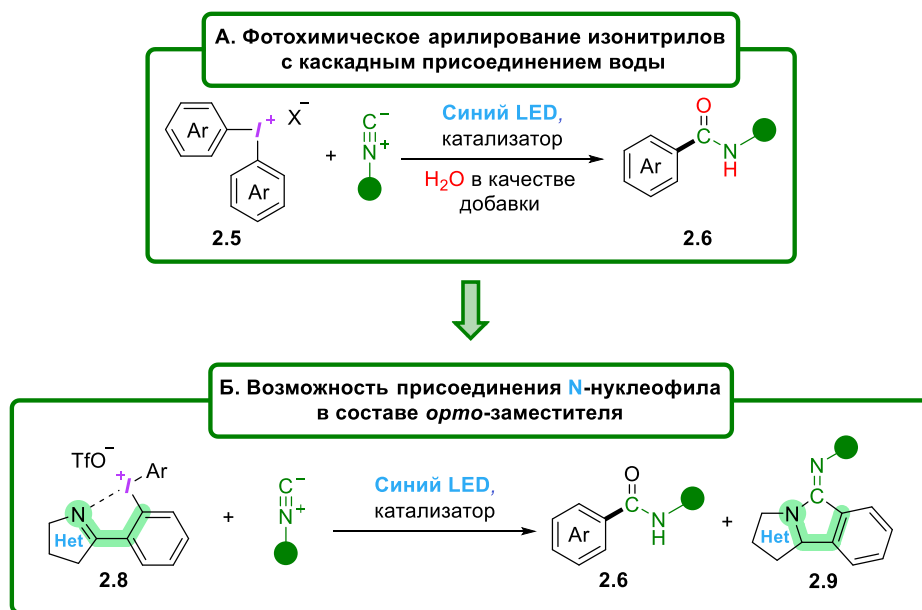 А. Фотохимическое арилирование изонитрилов
с каскадным присоединением воды
Ar
I
+
X
−
Ar
2.5
+
C
−
N
+
Синий LED,
катализатор
H2O в качестве
добавки
O
Ar
N
H
2.6
Б. Возможность присоединения N-нуклеофила
в составе орто-заместителя
TfO
−
+
I
Ar
N
Het
2.8
+
C
−
N
+
Синий LED,
катализатор
O
Ar
N
H
2.6
+
N
C
N
Het
2.9